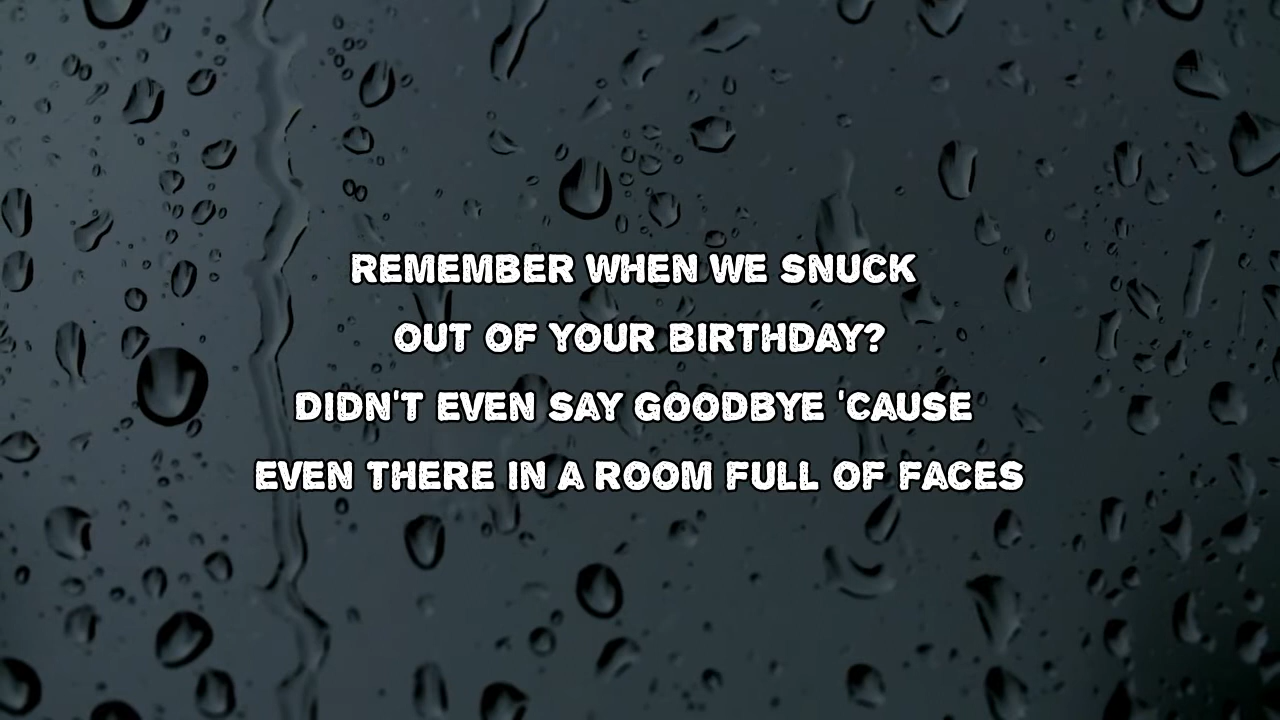 REMEMBER WHEN WE SNUCK
OUT OF YOUR BIRTHDAY?
DIDN'T EVEN SAY GOODBYE 'CAUSE
EVEN THERE IN A ROOM FULL OF FACES